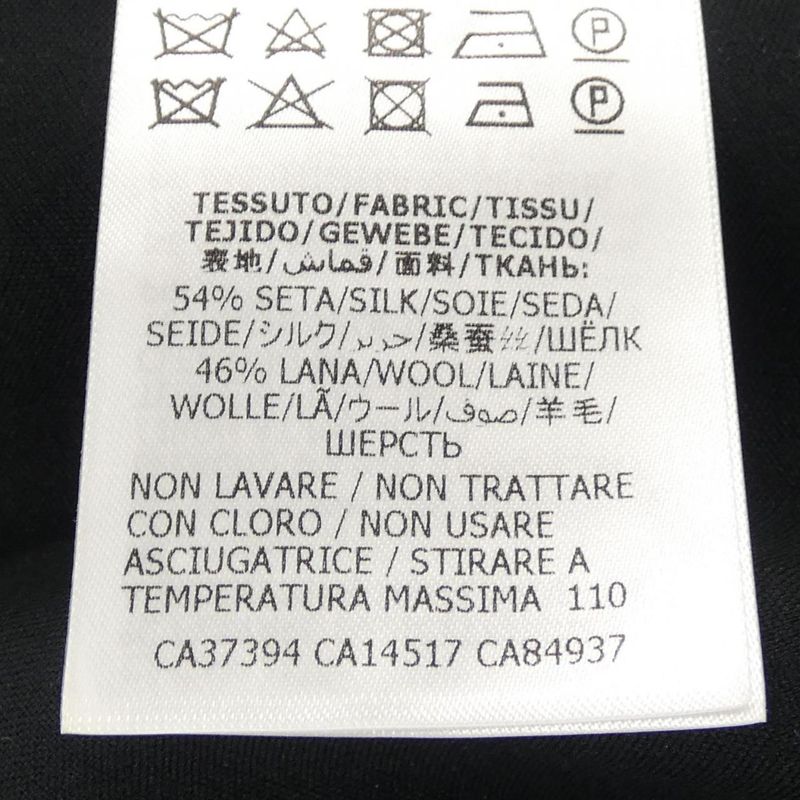 P
P
TESSUTO/FABRIC/TISSU/
TEJIDO/GEWEBE/TECIDO/
表地/قماش/面料/ТКАНЬ:
54% SETA/SILK/SOIE/SEDA/
SEIDE/シルク/حرير/桑蚕丝/ШЁЛК
46% LANA/WOOL/LAINE/
WOLLE/LÃ/ウール/صوف/羊毛/
ШЕРСТЬ
NON LAVARE / NON TRATTARE
CON CLORO / NON USARE
ASCIUGATRICE / STIRARE A
TEMPERATURA MASSIMA 110
CA37394 CA14517 CA84937